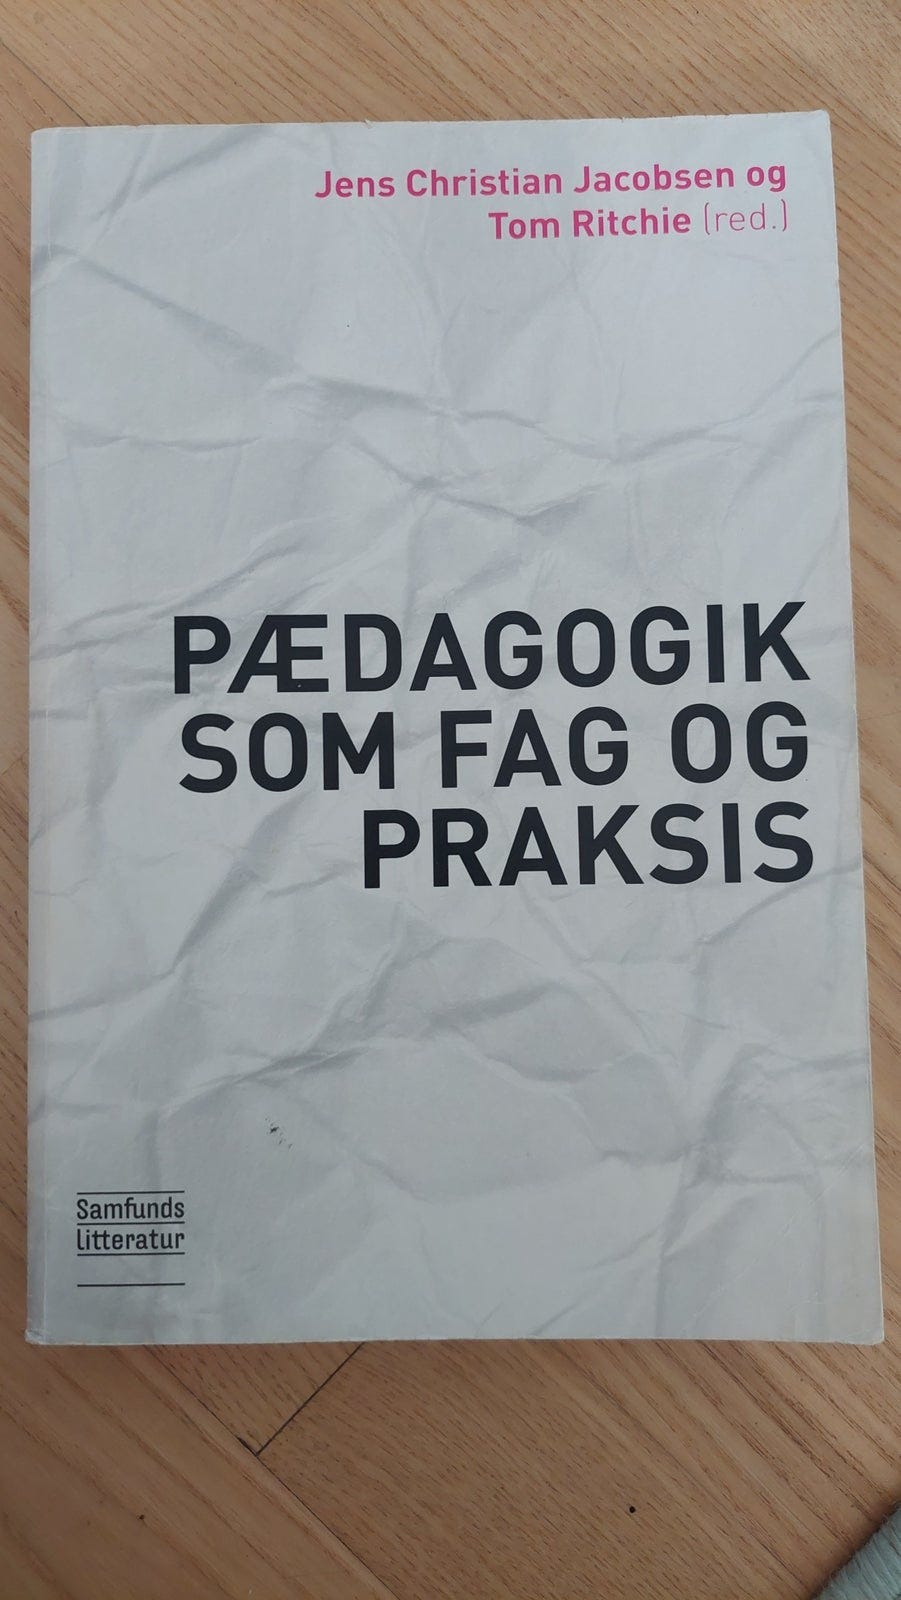 Jens Christian Jacobsen og
Tom Ritchie (red.)
PÆDAGOGIK
SOM FAG OG
PRAKSIS
Samfunds
litteratur